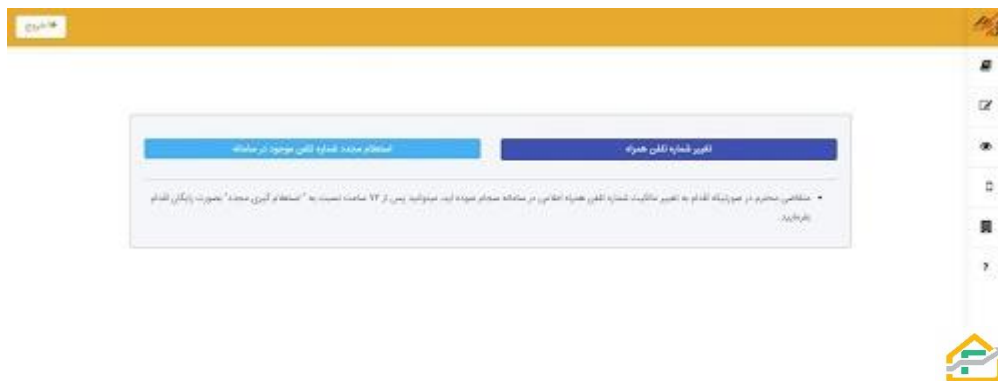 خروج
تغییر شماره تلفن همراه
استعلام مجدد شماره تلفن موجود در سامانه
متقاضی محترم در صورتیکه اقدام به تغییر مالکیت شماره تلفن همراه اعلامی در سامانه سجام نموده اید، میتوانید پس از ۷۲ ساعت نسبت به "استعلام گیری مجدد" بصورت رایگان اقدام
بفرمایید.
?